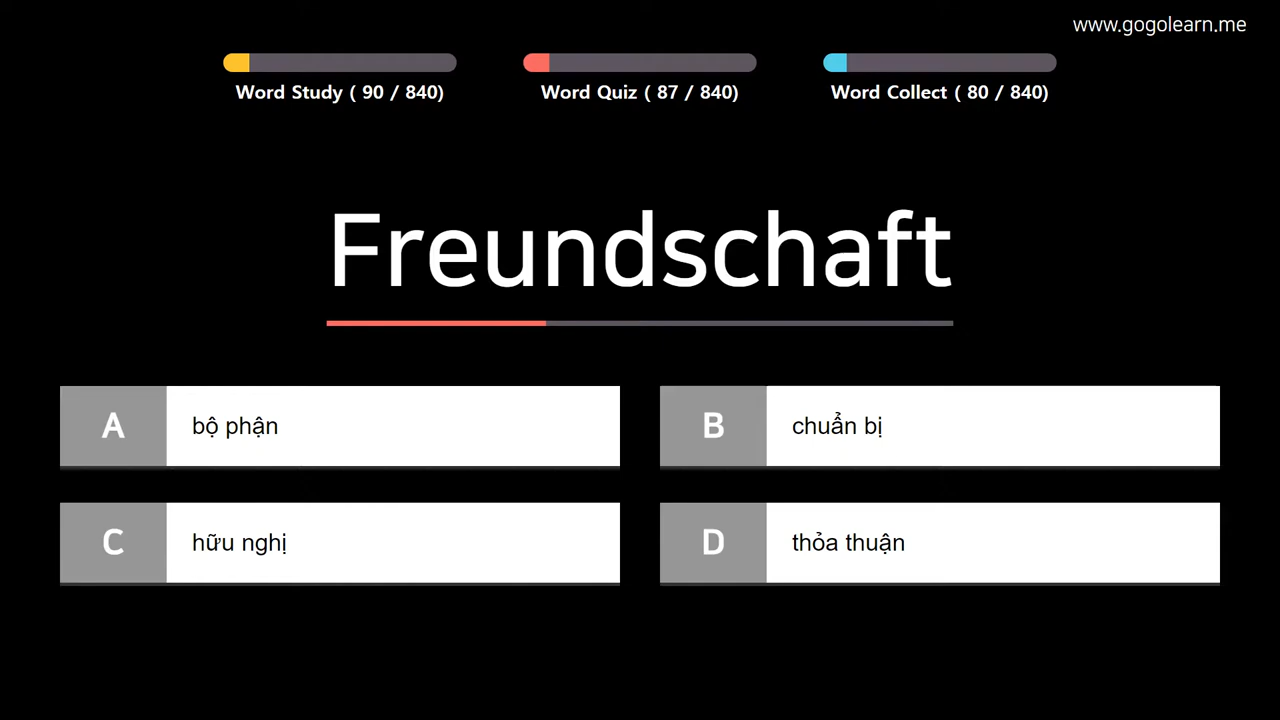 www.gogolearn.me
Word Study ( 90 / 840)
Word Quiz ( 87 / 840)
Word Collect ( 80 / 840)
Freundschaft
A bộ phận
B chuẩn bị
C hữu nghị
D thỏa thuận